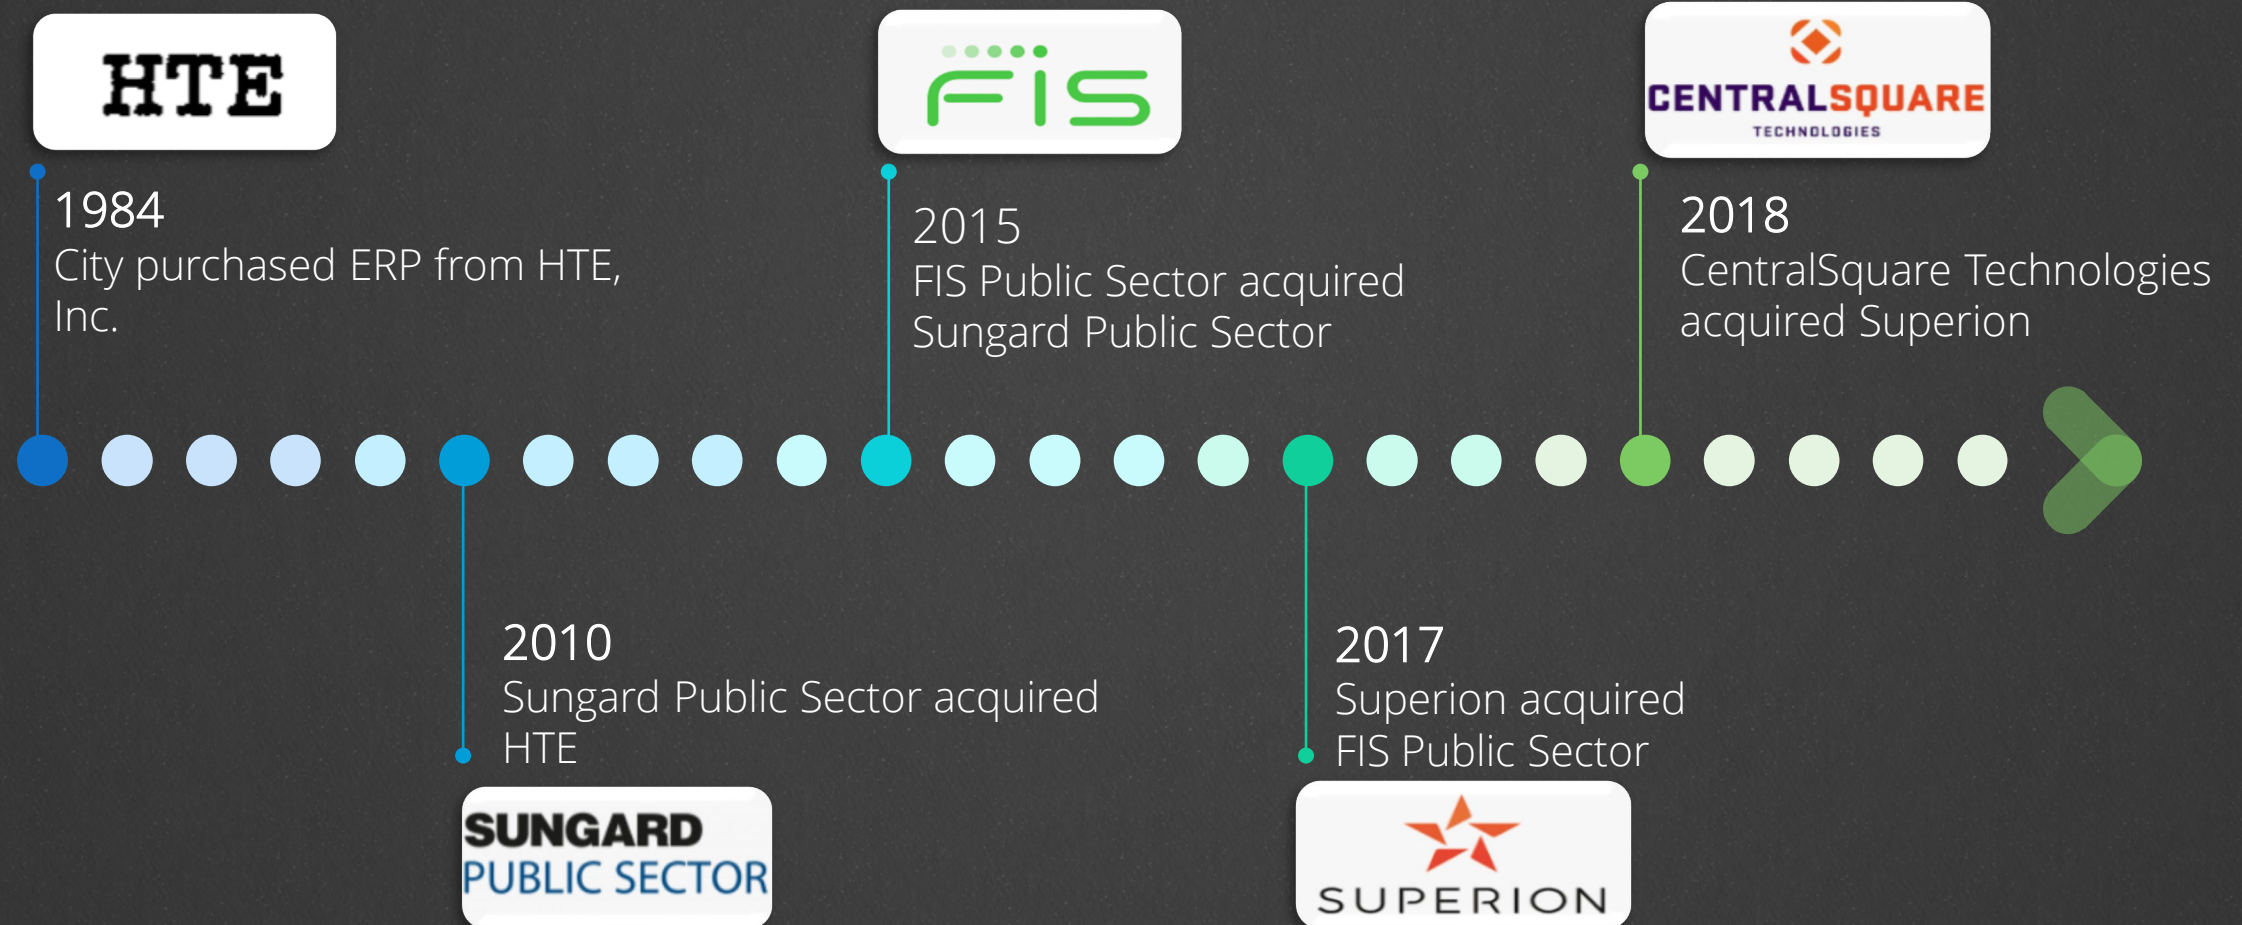 HTE
1984
City purchased ERP from HTE,
Inc.
SUNGARD
PUBLIC SECTOR
2010
Sungard Public Sector acquired
HTE
FIS
2015
FIS Public Sector acquired
Sungard Public Sector
SUPERION
2017
Superion acquired
FIS Public Sector
CENTRALSQUARE
TECHNOLOGIES
2018
CentralSquare Technologies
acquired Superion